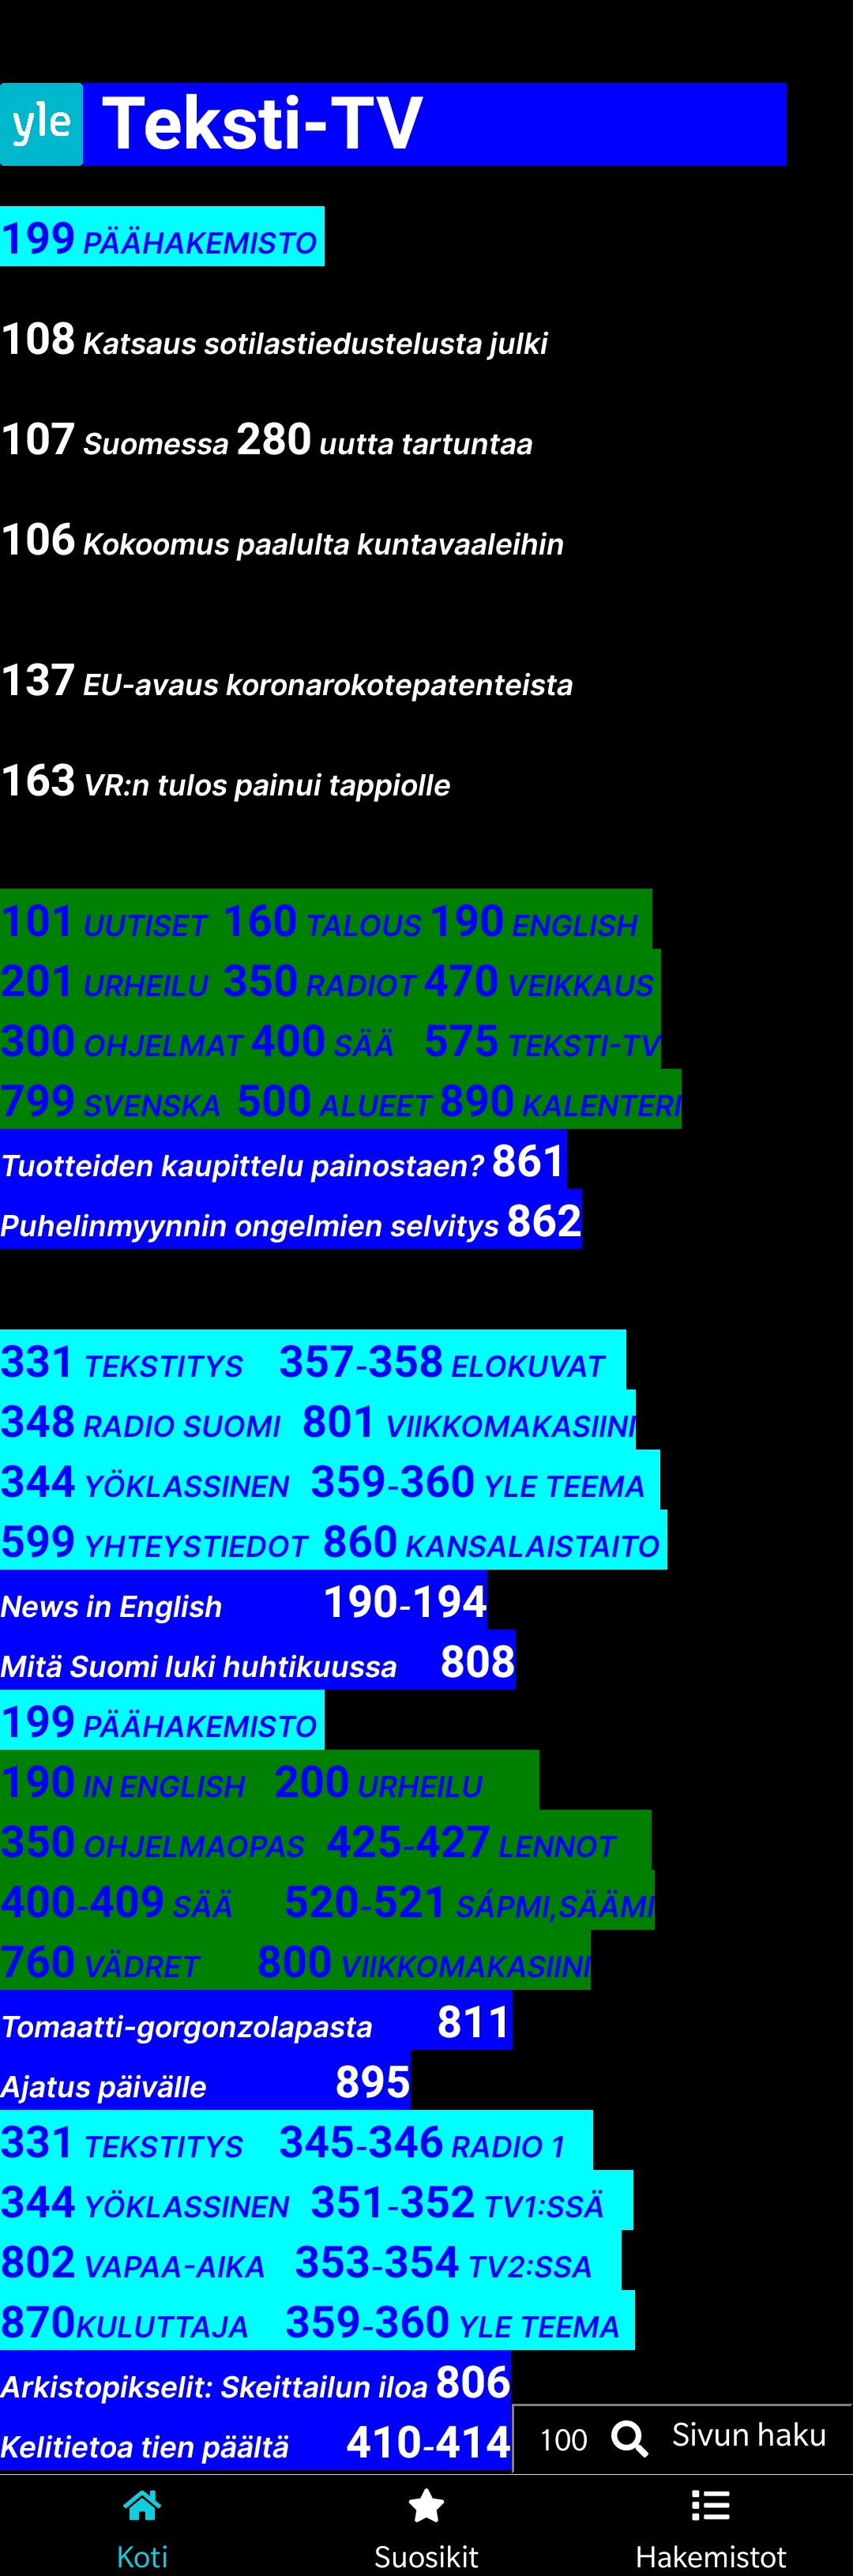 yle Teksti-TV
199 PÄÄHAKEMISTO
108 Katsaus sotilastiedustelusta julki
107 Suomessa 280 uutta tartuntaa
106 Kokoomus paalulta kuntavaaleihin
137 EU-avaus koronarokotepatenteista
163 VR:n tulos painui tappiolle
101 UUTISET 160 TALOUS 190 ENGLISH
201 URHEILU 350 RADIOT 470 VEIKKAUS
300 OHJELMAT 400 SÄÄ 575 TEKSTI-TV
799 SVENSKA 500 ALUEET 890 KALENTERI
Tuotteiden kaupittelu painostaen? 861
Puhelinmyynnin ongelmien selvitys 862
331 TEKSTITYS 357-358 ELOKUVAT
348 RADIO SUOMI 801 VIIKKOMAKASIINI
344 YÖKLASSINEN 359-360 YLE TEEMA
599 YHTEYSTIEDOT 860 KANSALAISTAITO
News in English 190-194
Mitä Suomi luki huhtikuussa 808
199 PÄÄHAKEMISTO
190 IN ENGLISH 200 URHEILU
350 OHJELMAOPAS 425-427 LENNOT
400-409 SÄÄ 520-521 SÁPMI,SÄÄMI
760 VÄDRET 800 VIIKKOMAKASIINI
Tomaatti-gorgonzolapasta 811
Ajatus päivälle 895
331 TEKSTITYS 345-346 RADIO 1
344 YÖKLASSINEN 351-352 TV1:SSÄ
802 VAPAA-AIKA 353-354 TV2:SSA
870KULUTTAJA 359-360 YLE TEEMA
Arkistopikselit: Skeittailun iloa 806
Kelitietoa tien päältä 410-414
100 Sivun haku
Koti Suosikit Hakemistot